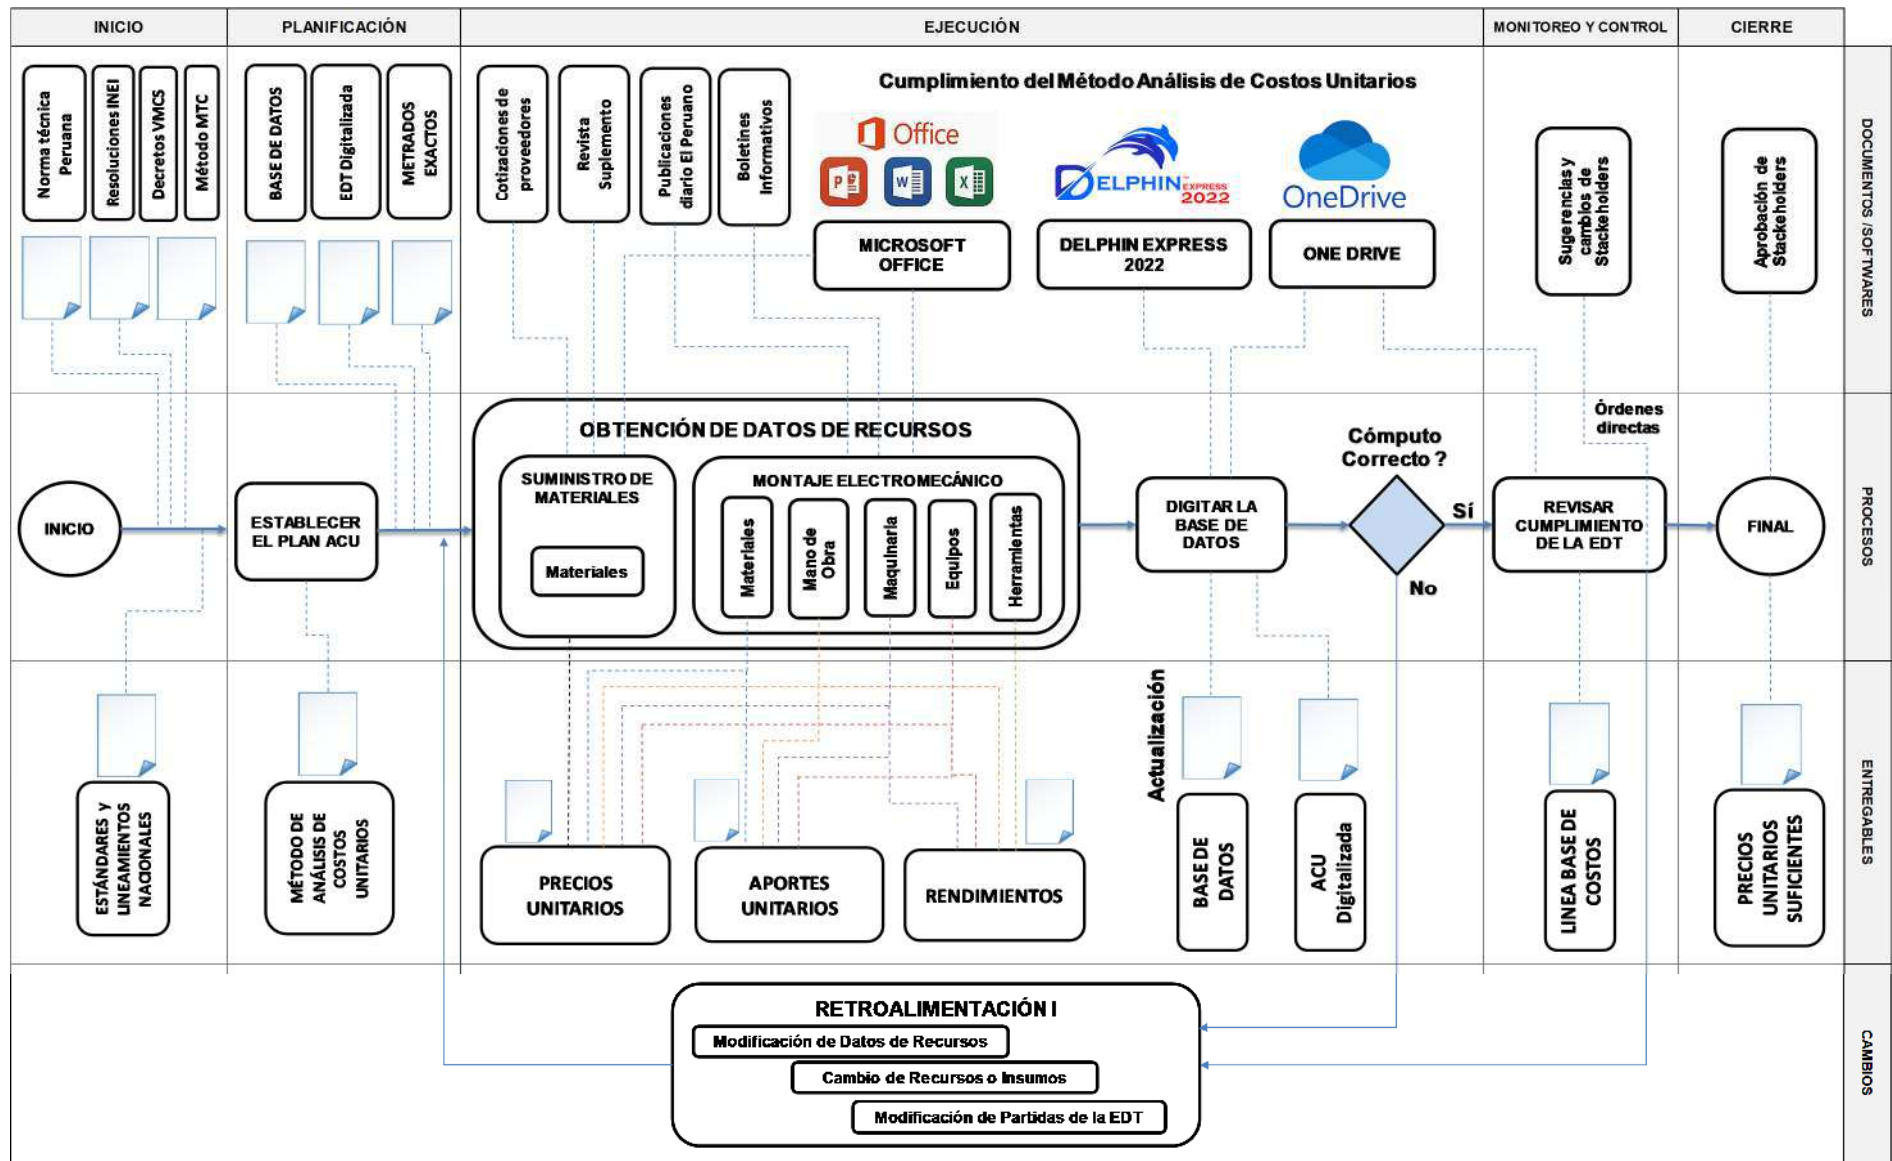 INICIO
PLANIFICACIÓN
EJECUCIÓN
MONITOREO Y CONTROL
CIERRE
Norma técnica
Peruana
Resoluciones INEI
Decretos VMCS
Método MTC
BASE DE DATOS
EDT Digitalizada
METRADOS
EXACTOS
Cotizaciones de
proveedores
Revista
Suplemento
Publicaciones
diario El Peruano
Boletines
Informativos
Cumplimiento del Método Análisis de Costos Unitarios
Office
P
W
X
DELPHIN EXPRESS
2022
OneDrive
MICROSOFT
OFFICE
DELPHIN EXPRESS
2022
ONE DRIVE
Sugerencias y
cambios de
Stackeholders
Aprobación de
Stackeholders
DOCUMENTOS /SOFTWARES
INICIO
ESTABLECER
EL PLAN ACU
OBTENCIÓN DE DATOS DE RECURSOS
SUMINISTRO DE
MATERIALES
Materiales
MONTAJE ELECTROMECÁNICO
Materiales
Mano de
Obra
Maquinaria
Equipos
Herramientas
DIGITAR LA
BASE DE
DATOS
Cómputo
Correcto ?
Sí
No
Órdenes
directas
REVISAR
CUMPLIMIENTO
DE LA EDT
FINAL
PROCESOS
ESTÁNDARES y
LINEAMIENTOS
NACIONALES
MÉTODO DE
ANÁLISIS DE
COSTOS
UNITARIOS
PRECIOS
UNITARIOS
APORTES
UNITARIOS
RENDIMIENTOS
Actualización
BASE DE
DATOS
ACU
Digitalizada
LINEA BASE DE
COSTOS
PRECIOS
UNITARIOS
SUFICIENTES
ENTREGABLES
RETROALIMENTACIÓN I
Modificación de Datos de Recursos
Cambio de Recursos o Insumos
Modificación de Partidas de la EDT
CAMBIOS